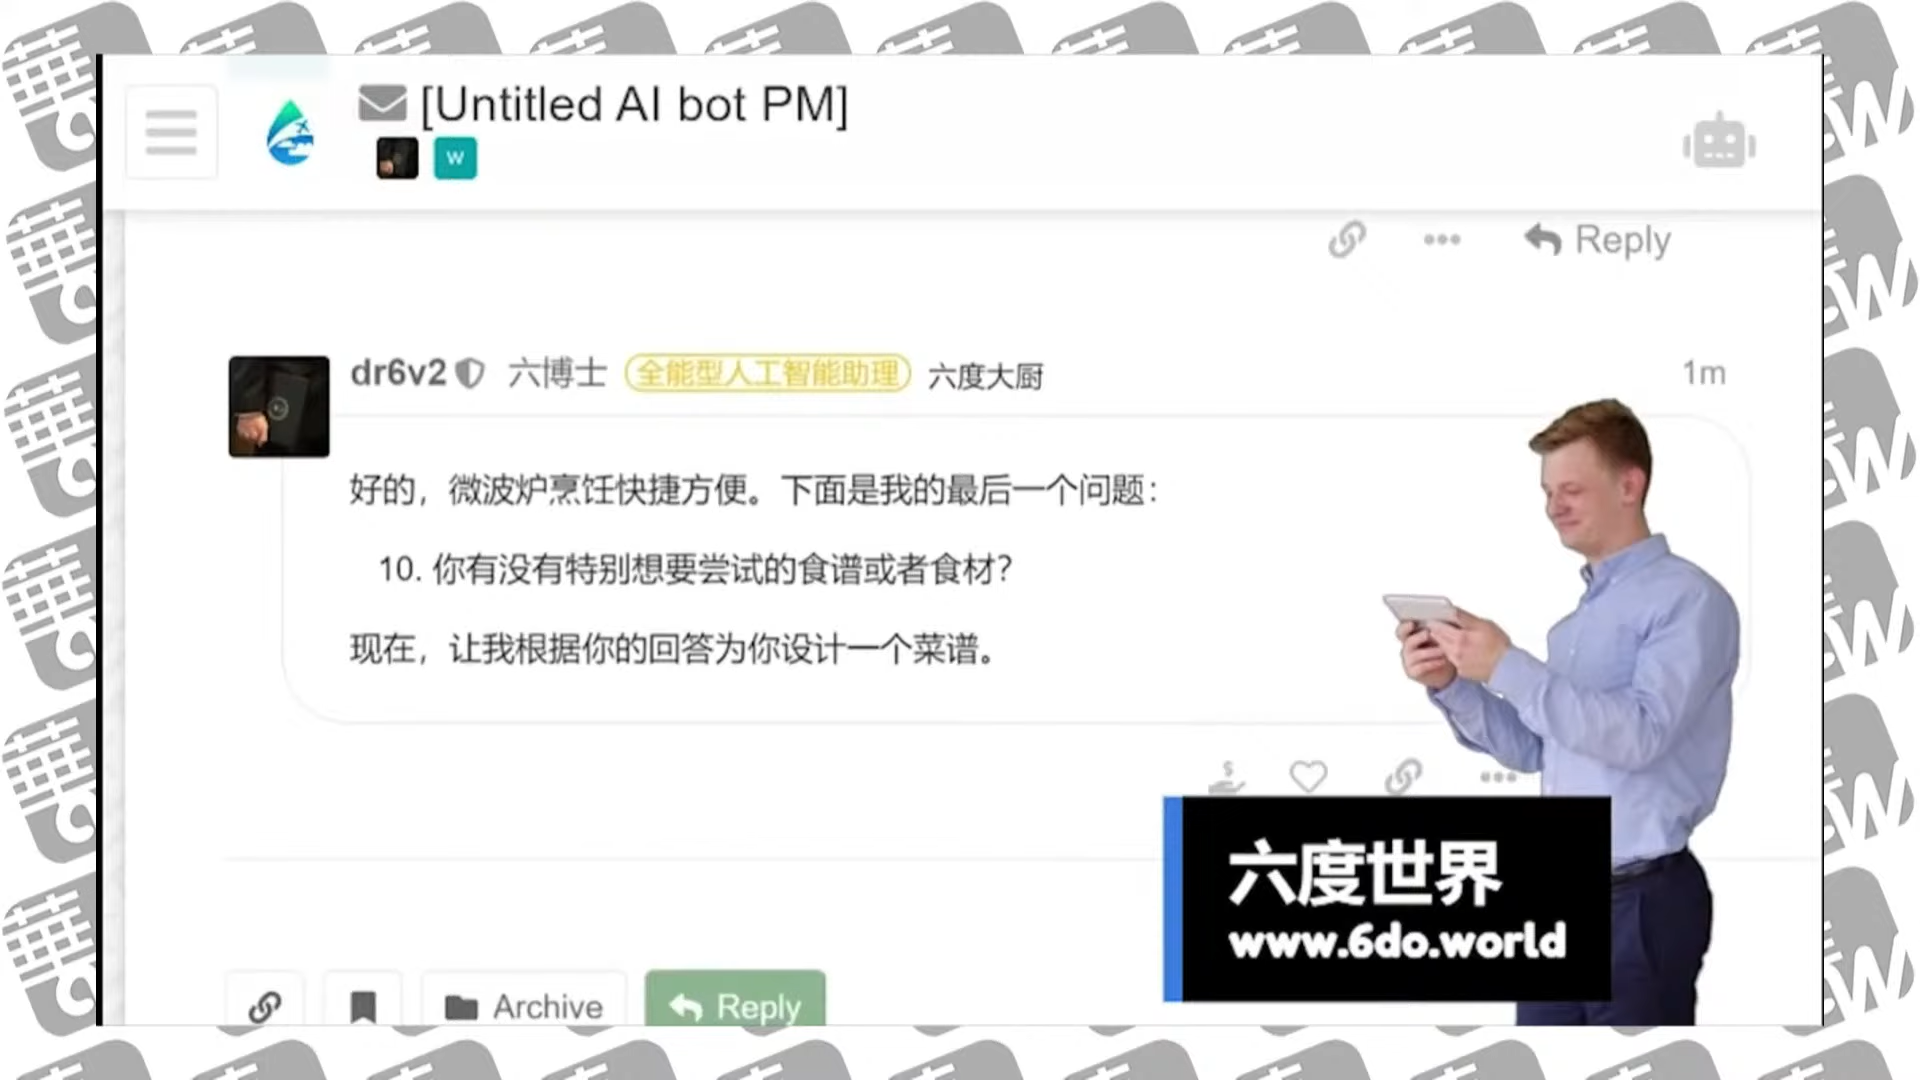 [Untitled AI bot PM]
W
Reply
dr6v2 六博士 全能型人工智能助理 六度大厨
1m
好的，微波炉烹饪快捷方便。下面是我的最后一个问题：
10. 你有没有特别想要尝试的食谱或者食材？
现在，让我根据你的回答为你设计一个菜谱。
六度世界
www.6do.world
Archive
Reply